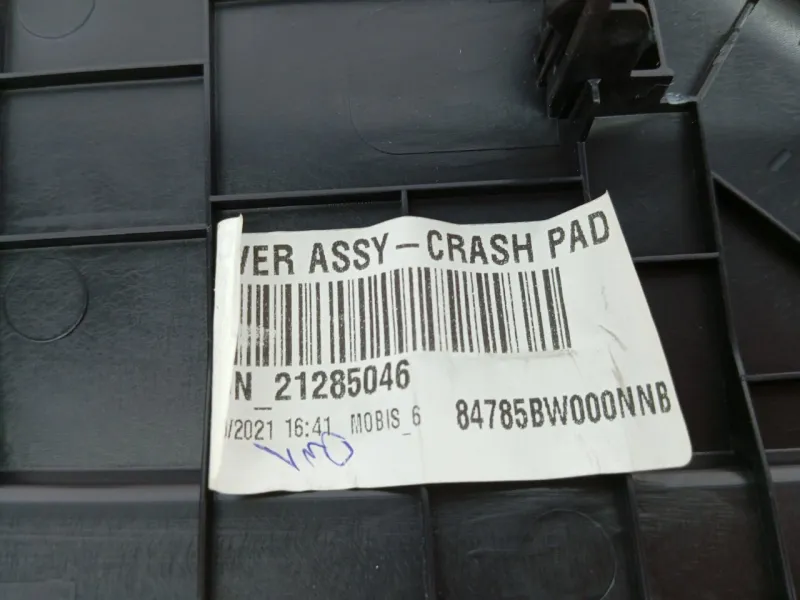 VER ASSY-CRASH PAD
N_21285046
/2021 16:41 MOBIS_6
84785BW000NNB